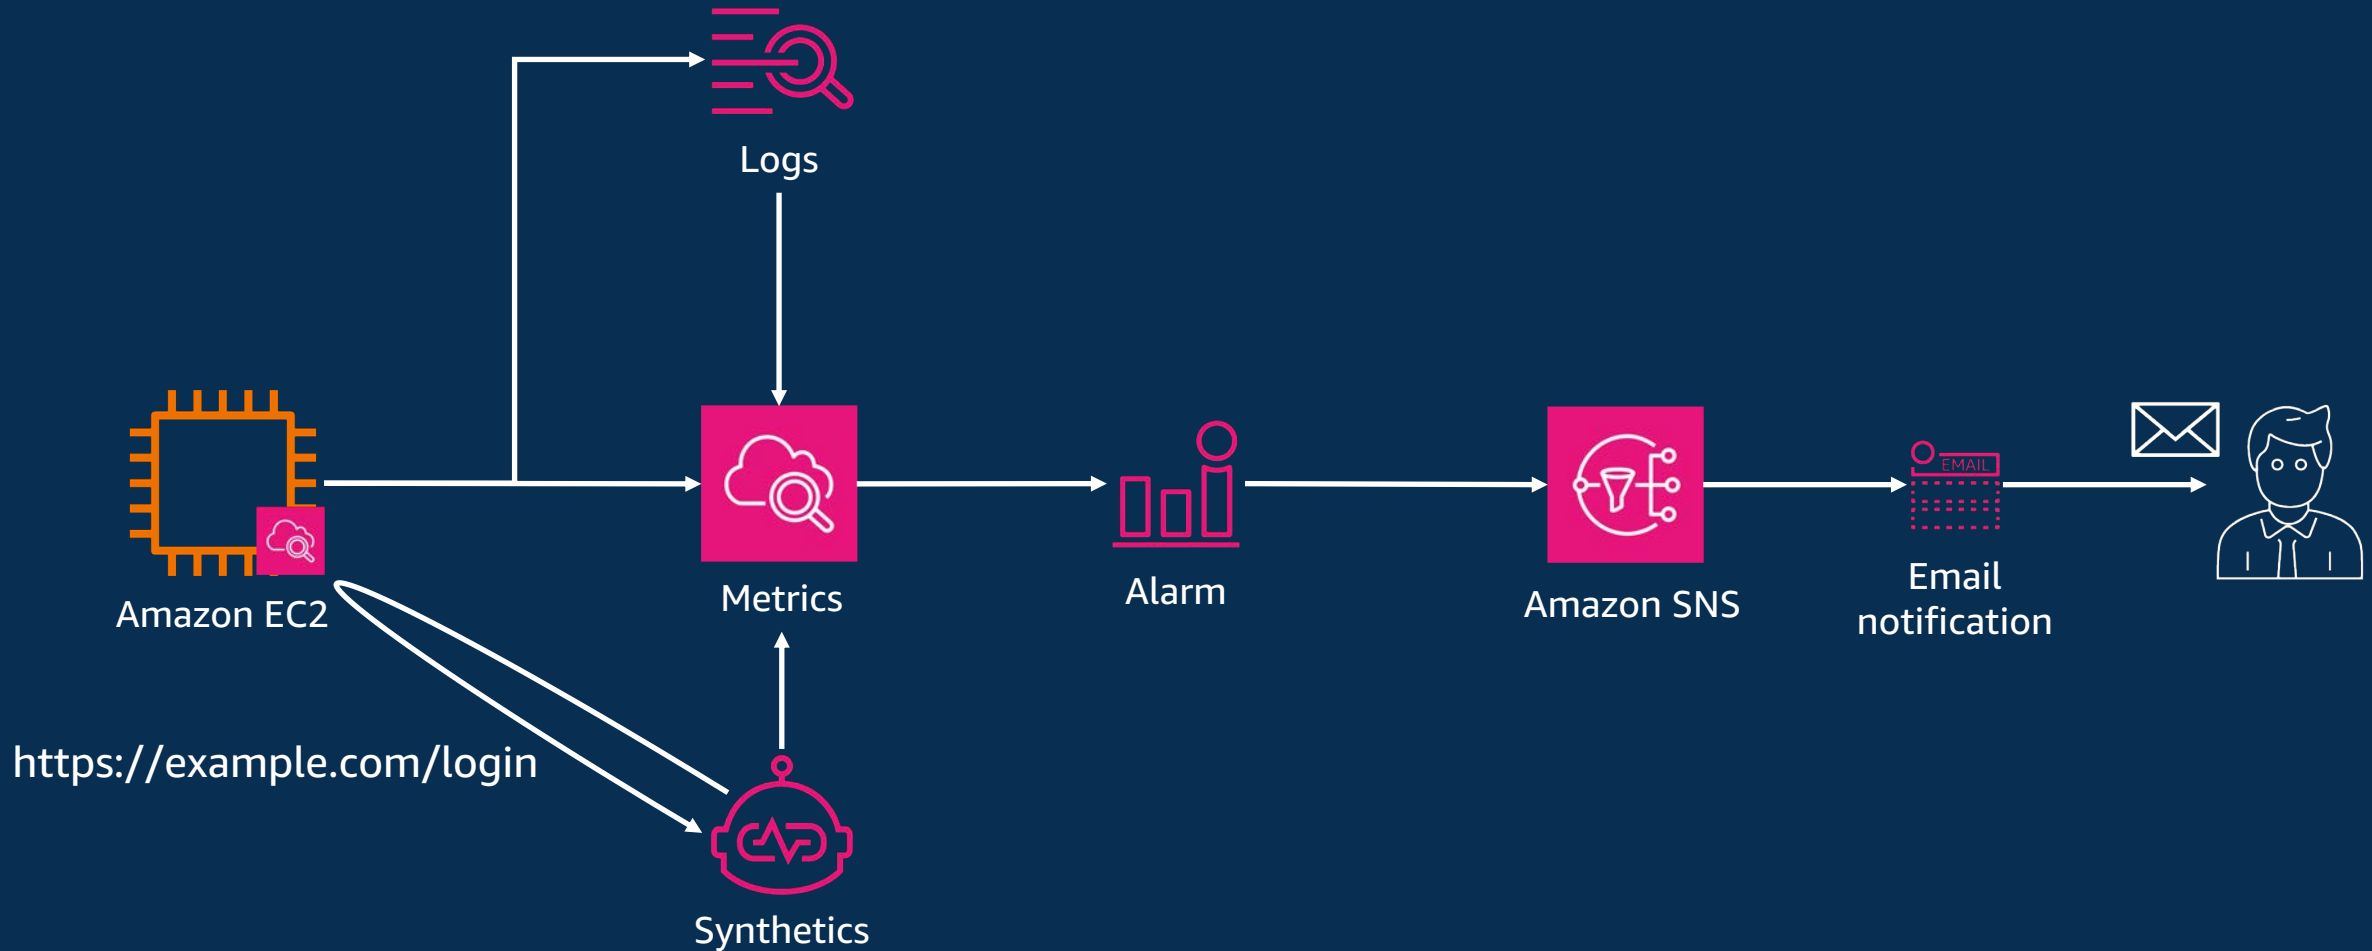 Logs
Amazon EC2
Metrics
Alarm
Amazon SNS
EMAIL
Email
notification
https://example.com/login
Synthetics